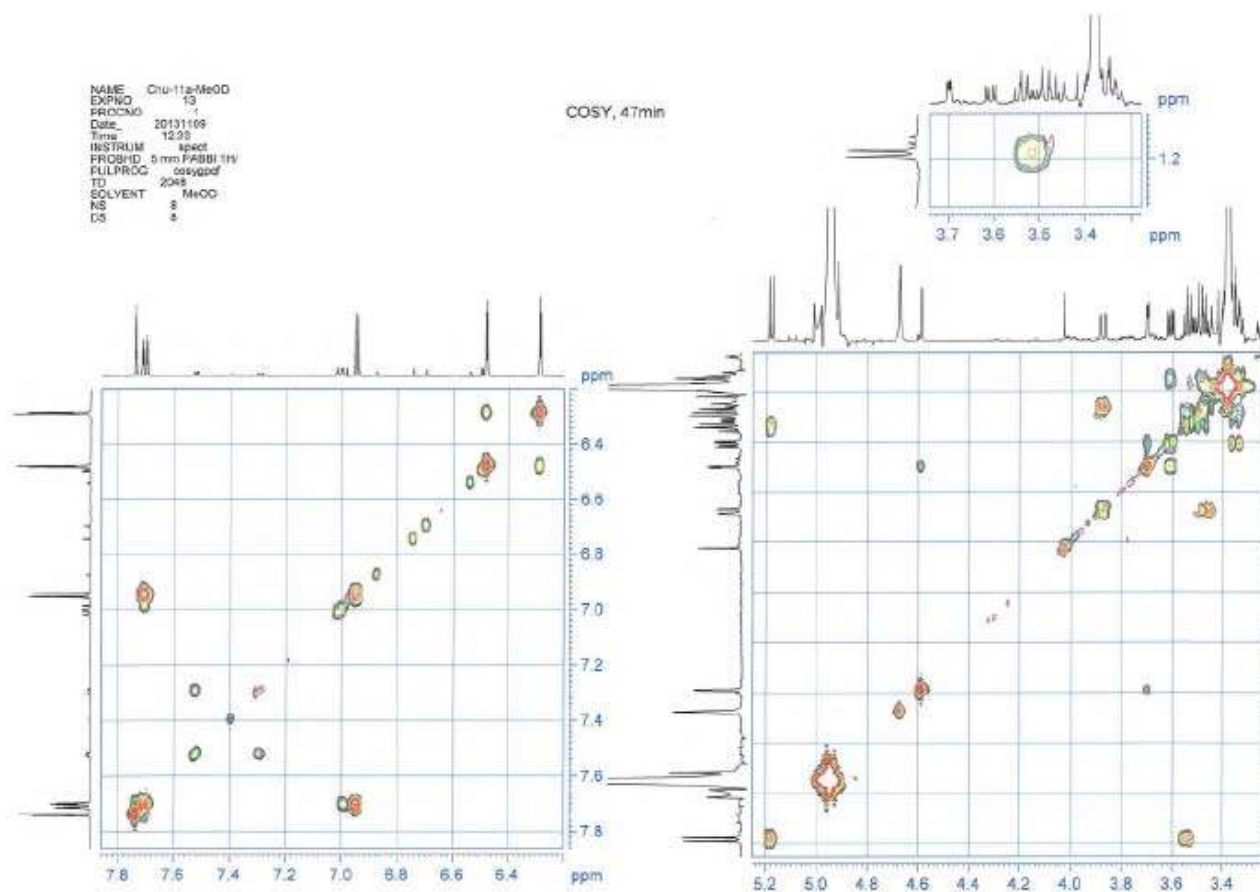 NAME Chu-11a-MeOD
EXPNO 13
PROCNO 1
Date_ 20131109
Time 12.33
INSTRUM spect
PROBHD 5 mm PABBI 1H/
PULPROG cosygpqf
TD 2048
SOLVENT MeOD
NS 8
DS 8
COSY, 47min
ppm
1.2
3.7 3.6 3.5 3.4 ppm
ppm
6.4
6.6
6.8
7.0
7.2
7.4
7.6
7.8
7.8 7.6 7.4 7.2 7.0 6.8 6.6 6.4 ppm
5.2 5.0 4.8 4.6 4.4 4.2 4.0 3.8 3.6 3.4